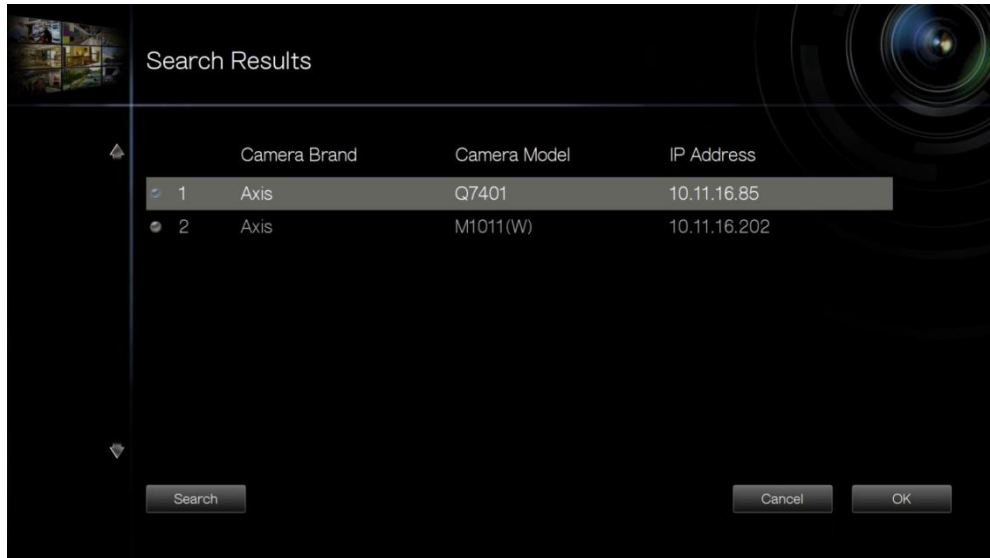 Search Results
Camera Brand Camera Model IP Address
1 Axis Q7401 10.11.16.85
2 Axis M1011(W) 10.11.16.202
Search Cancel OK